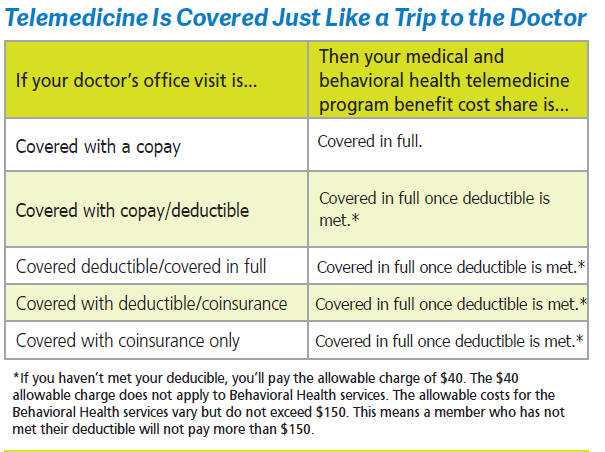 Telemedicine Is Covered Just Like a Trip to the Doctor
If your doctor's office visit is...
Then your medical and
behavioral health telemedicine
program benefit cost share is...
Covered with a copay
Covered in full.
Covered with copay/deductible
Covered in full once deductible is
met.*
Covered deductible/covered in full
Covered in full once deductible is met.*
Covered with deductible/coinsurance
Covered in full once deductible is met.*
Covered with coinsurance only
Covered in full once deductible is met.*
*If you haven't met your deducible, you'll pay the allowable charge of $40. The $40
allowable charge does not apply to Behavioral Health services. The allowable costs for the
Behavioral Health services vary but do not exceed $150. This means a member who has not
met their deductible will not pay more than $150.